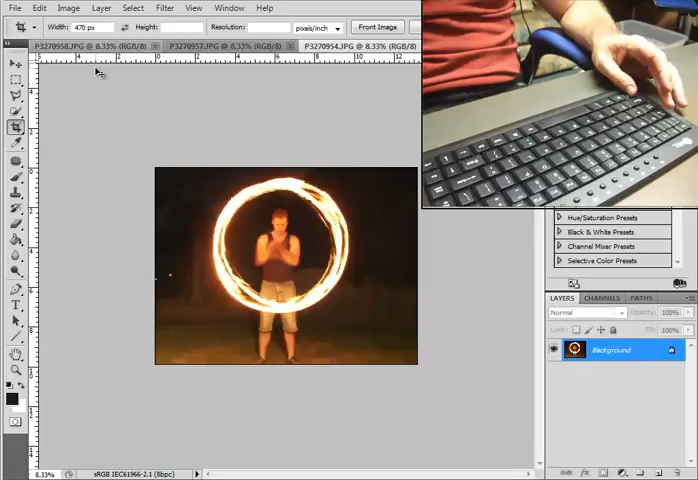 File Edit Image Layer Select Filter View Window Help
Width: 470 px Height: Resolution: pixels/inch Front Image
P3270958.JPG @ 8.33% (RGB/8) P3270957.JPG @ 8.33% (RGB/8) P3270954.JPG @ 8.33% (RGB/8)
Hue/Saturation Presets
Black & White Presets
Channel Mixer Presets
Selective Color Presets
LAYERS CHANNELS PATHS
Normal Opacity: 100%
Lock: Fill: 100%
Background
8.33% sRGB IEC61966-2.1 (8bpc)